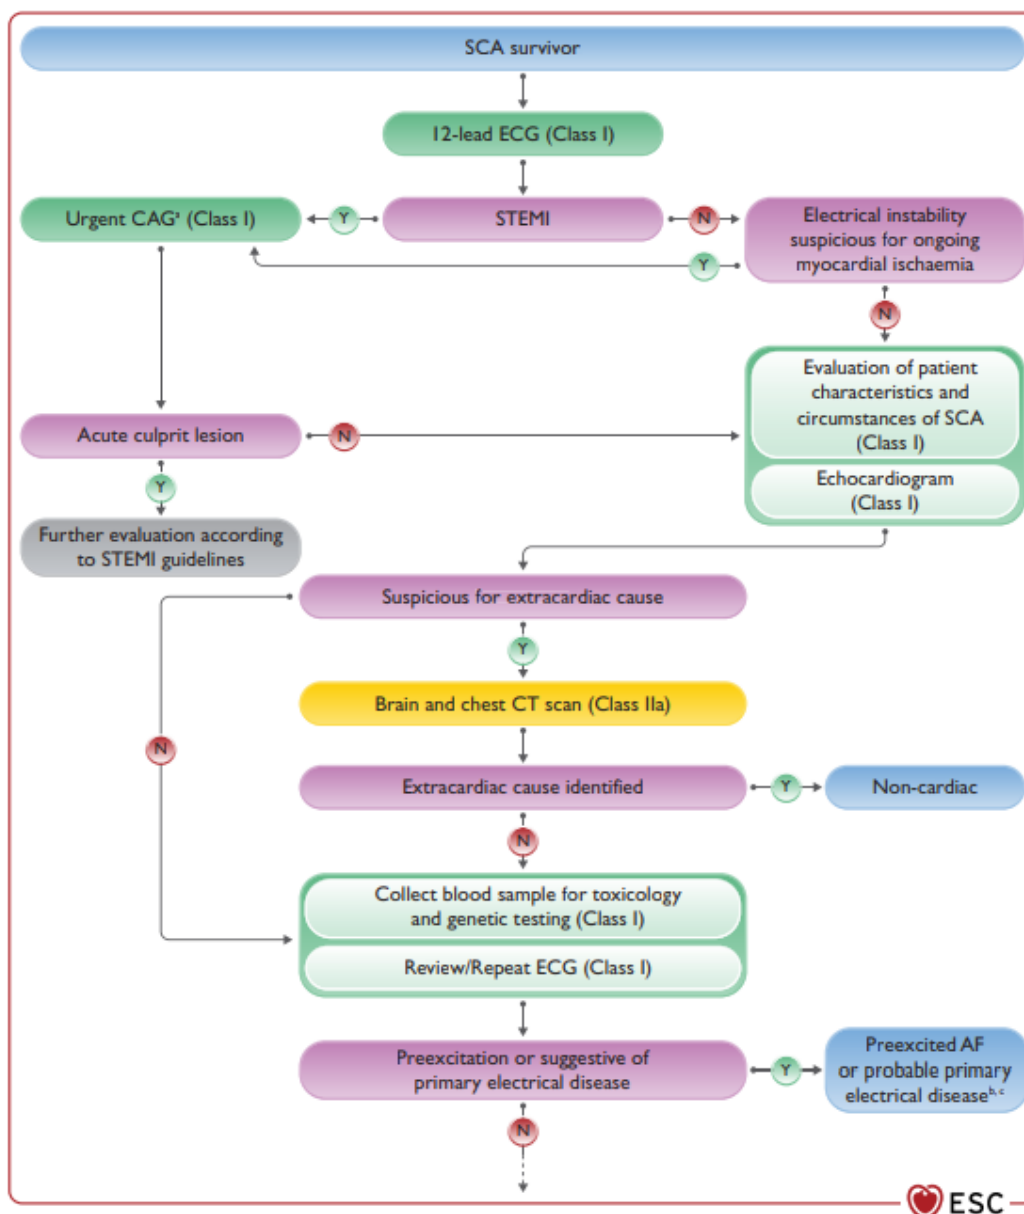 SCA survivor
12-lead ECG (Class I)
Urgent CAGᵃ (Class I)
Y
STEMI
N
Electrical instability
suspicious for ongoing
myocardial ischaemia
Y
N
Evaluation of patient
characteristics and
circumstances of SCA
(Class I)
Echocardiogram
(Class I)
Acute culprit lesion
N
Y
Further evaluation according
to STEMI guidelines
Suspicious for extracardiac cause
Y
N
Brain and chest CT scan (Class IIa)
Extracardiac cause identified
Y
Non-cardiac
N
Collect blood sample for toxicology
and genetic testing (Class I)
Review/Repeat ECG (Class I)
Preexcitation or suggestive of
primary electrical disease
Y
Preexcited AF
or probable primary
electrical diseaseᵇ,ᶜ
N
ESC